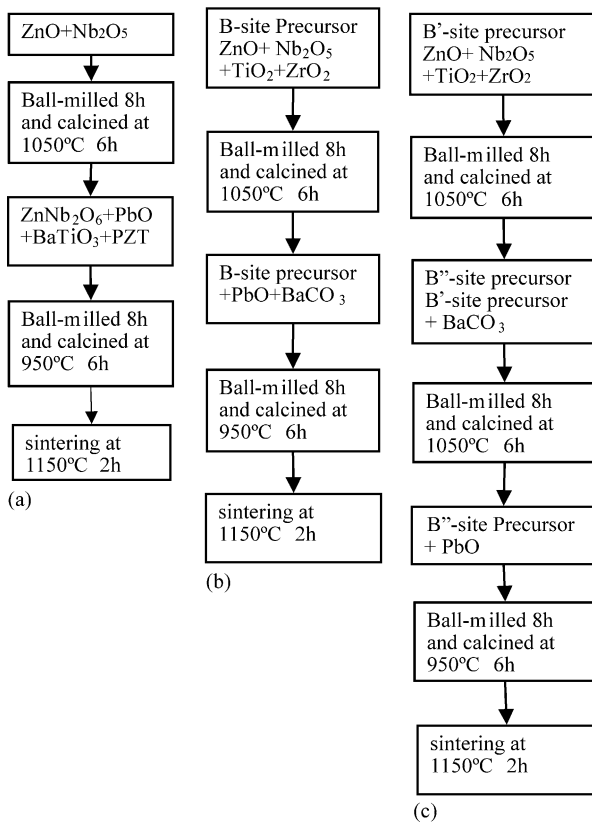 ZnO+Nb₂O₅
Ball-milled 8h
and calcined at
1050ºC 6h
ZnNb₂O₆+PbO
+BaTiO₃+PZT
Ball-milled 8h
and calcined at
950ºC 6h
sintering at
1150ºC 2h
(a)
B-site Precursor
ZnO+ Nb₂O₅
+TiO₂+ZrO₂
Ball-milled 8h
and calcined at
1050ºC 6h
B-site precursor
+PbO+BaCO₃
Ball-milled 8h
and calcined at
950ºC 6h
sintering at
1150ºC 2h
(b)
B’-site precursor
ZnO+ Nb₂O₅
+TiO₂+ZrO₂
Ball-milled 8h
and calcined at
1050ºC 6h
B”-site precursor
B’-site precursor
+ BaCO₃
Ball-milled 8h
and calcined at
1050ºC 6h
B”-site Precursor
+ PbO
Ball-milled 8h
and calcined at
950ºC 6h
sintering at
1150ºC 2h
(c)